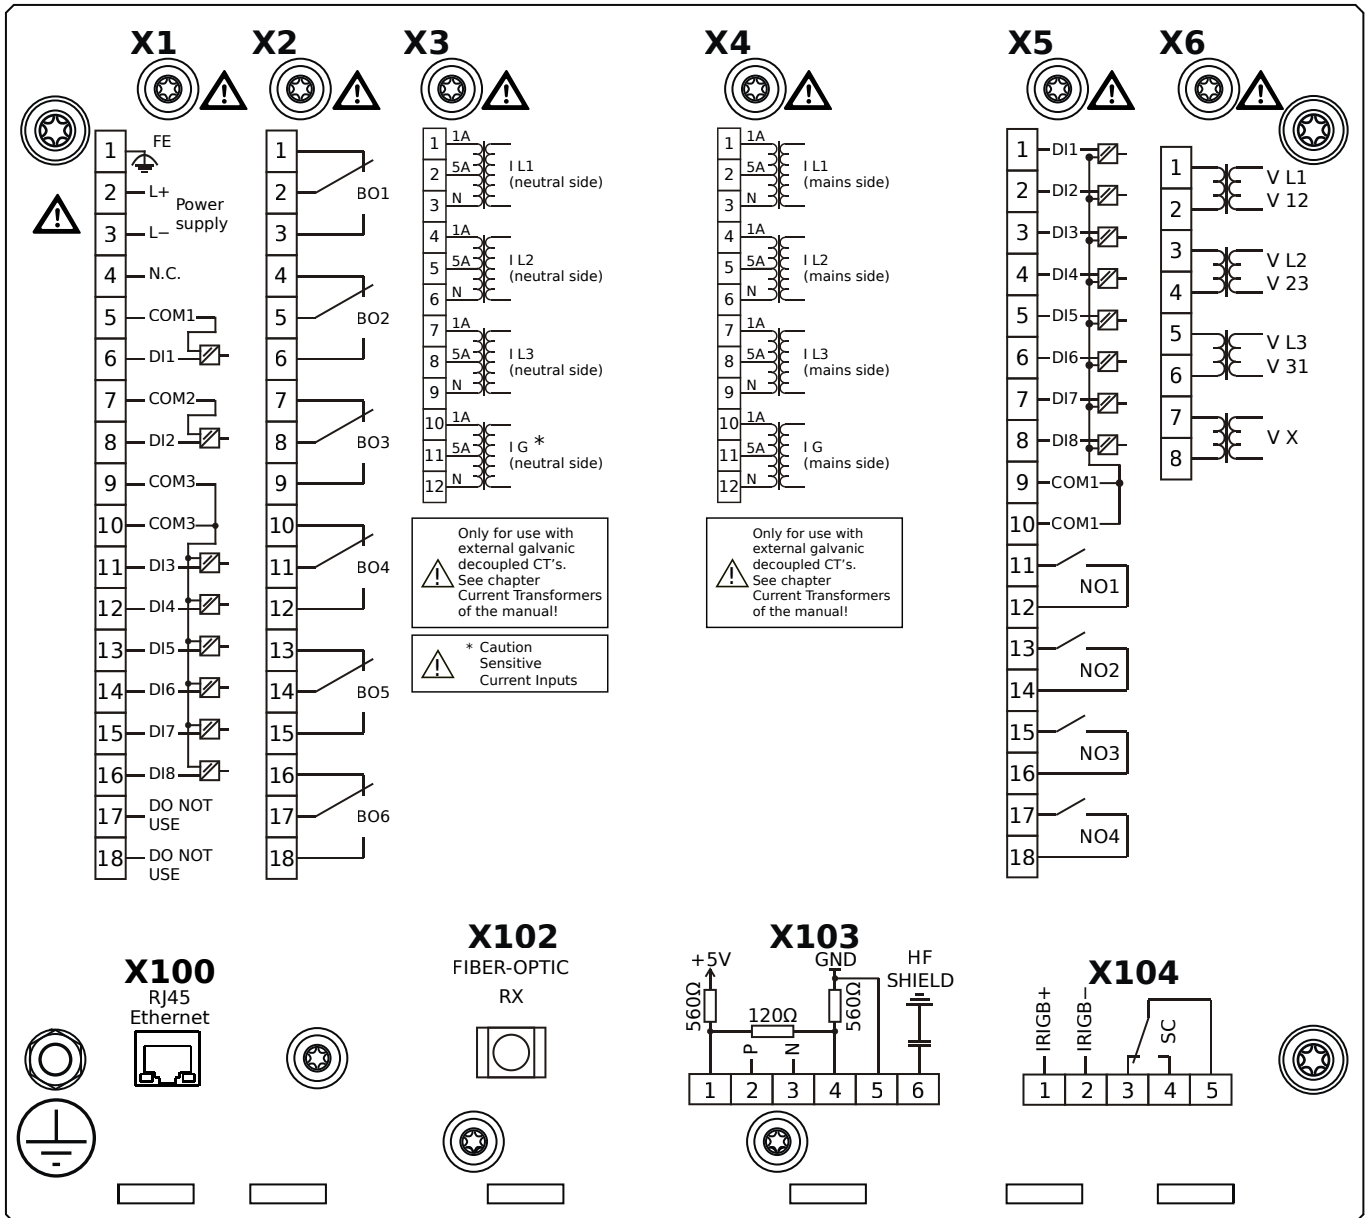 X1
X2
X3
X4
X5
X6
1 FE
2 L+ Power
supply
3 L−
4 N.C.
5 COM1
6 DI1
7 COM2
8 DI2
9 COM3
10 COM3
11 DI3
12 DI4
13 DI5
14 DI6
15 DI7
16 DI8
17 DO NOT
USE
18 DO NOT
USE
1
2 BO1
3
4
5 BO2
6
7
8 BO3
9
10
11 BO4
12
13
14 BO5
15
16
17 BO6
18
1 1A
2 5A I L1
(neutral side)
3 N
4 1A
5 5A I L2
(neutral side)
6 N
7 1A
8 5A I L3
(neutral side)
9 N
10 1A
11 5A I G *
(neutral side)
12 N
Only for use with
external galvanic
decoupled CT’s.
See chapter
Current Transformers
of the manual!
* Caution
Sensitive
Current Inputs
1 1A
2 5A I L1
(mains side)
3 N
4 1A
5 5A I L2
(mains side)
6 N
7 1A
8 5A I L3
(mains side)
9 N
10 1A
11 5A I G
(mains side)
12 N
Only for use with
external galvanic
decoupled CT’s.
See chapter
Current Transformers
of the manual!
1 DI1
2 DI2
3 DI3
4 DI4
5 DI5
6 DI6
7 DI7
8 DI8
9 COM1
10 COM1
11
NO1
12
13
NO2
14
15
NO3
16
17
NO4
18
1 V L1
2 V 12
3 V L2
4 V 23
5 V L3
6 V 31
7 V X
8
X100
RJ45
Ethernet
X102
FIBER-OPTIC
RX
X103
+5V GND HF
SHIELD
560Ω 120Ω 560Ω
P N
1 2 3 4 5 6
X104
IRIGB+ IRIGB− SC
1 2 3 4 5